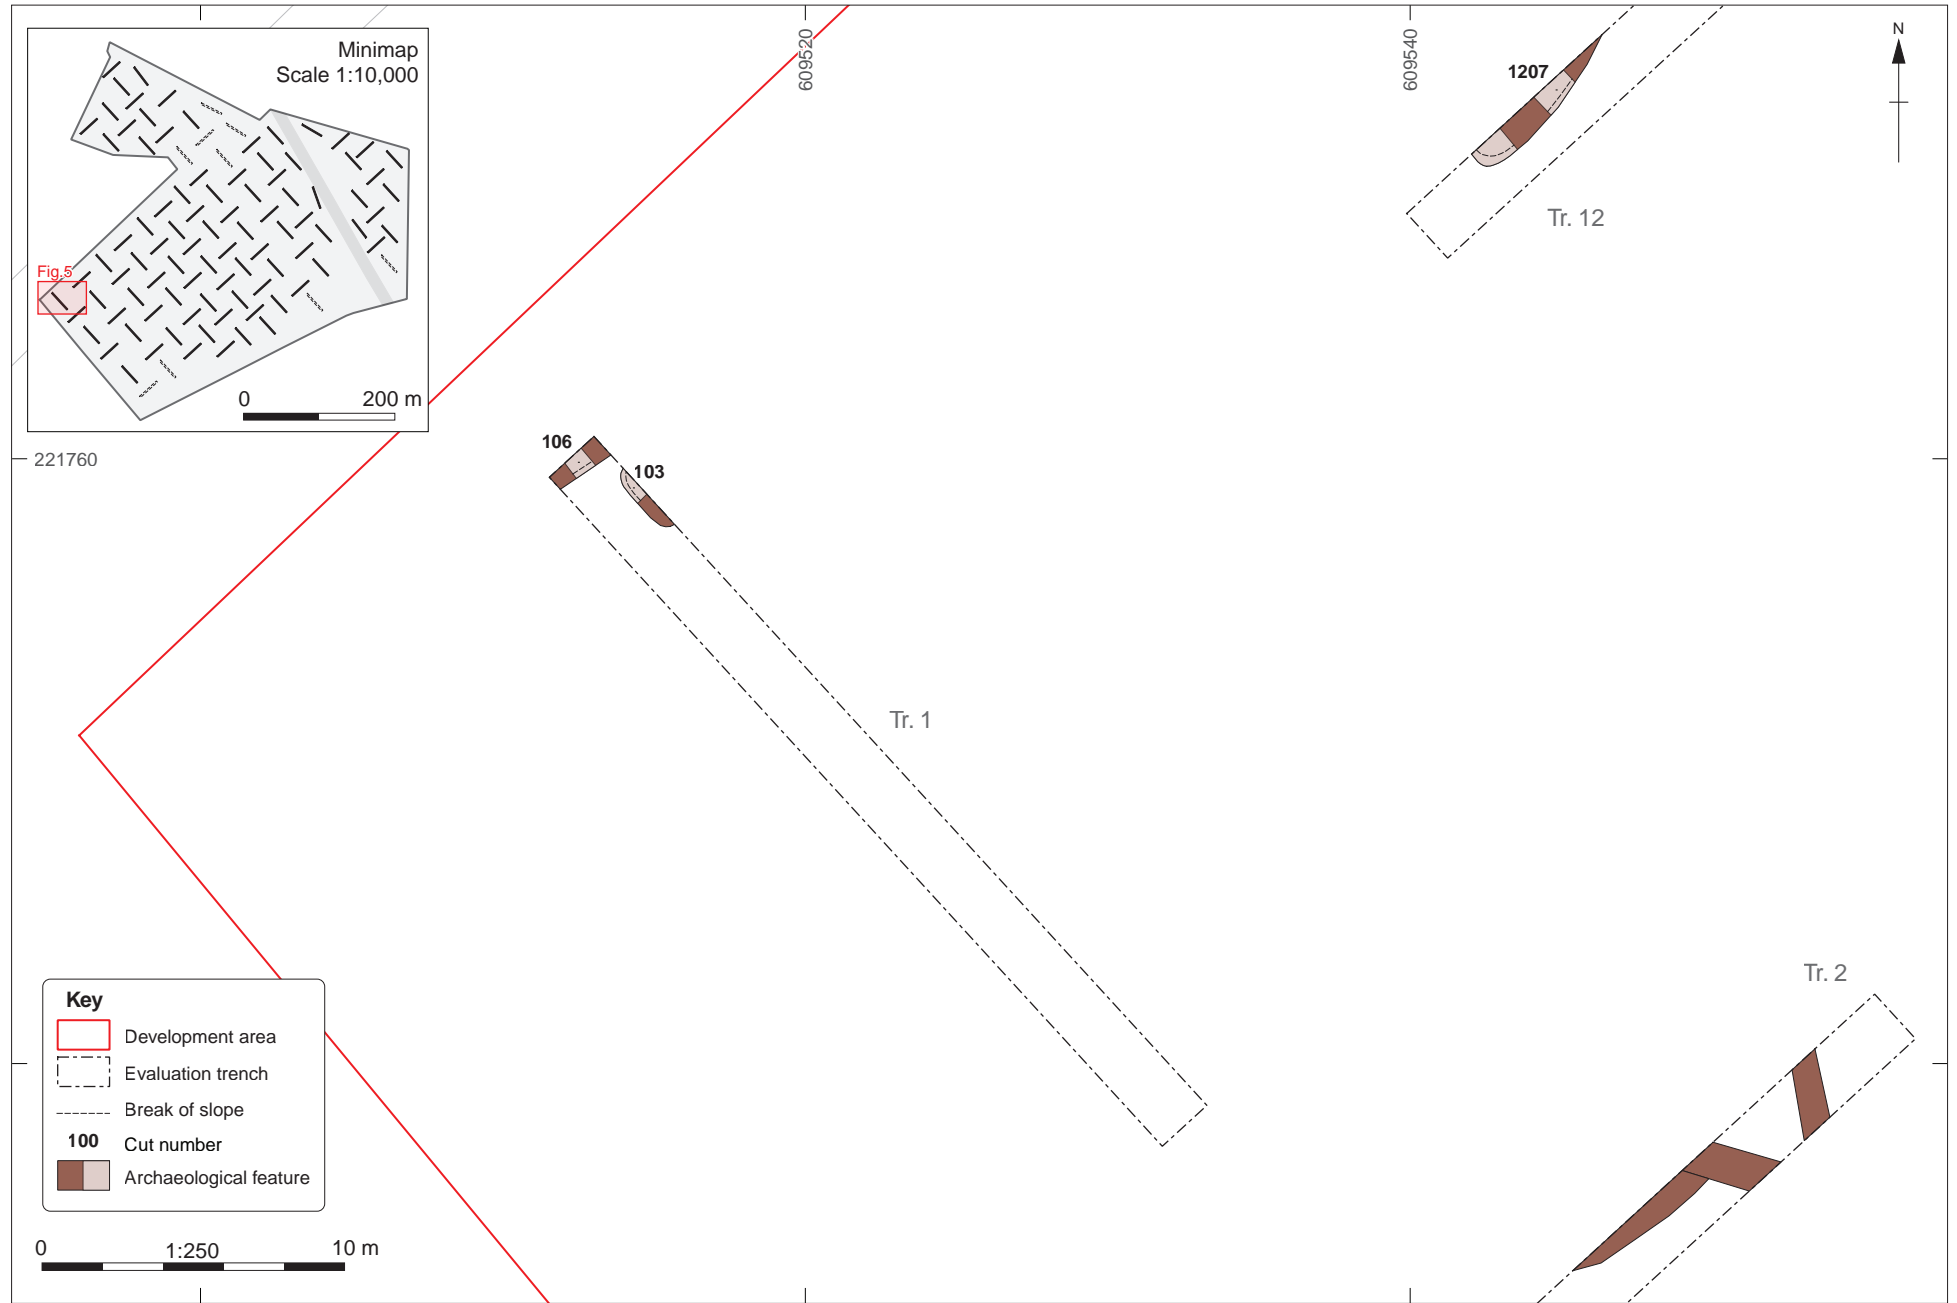 Minimap
Scale 1:10,000
Fig.5
0 200 m
609520
609540
N
1207
Tr. 12
106
103
221760
Tr. 1
Tr. 2
Key
Development area
Evaluation trench
Break of slope
100 Cut number
Archaeological feature
0 1:250 10 m